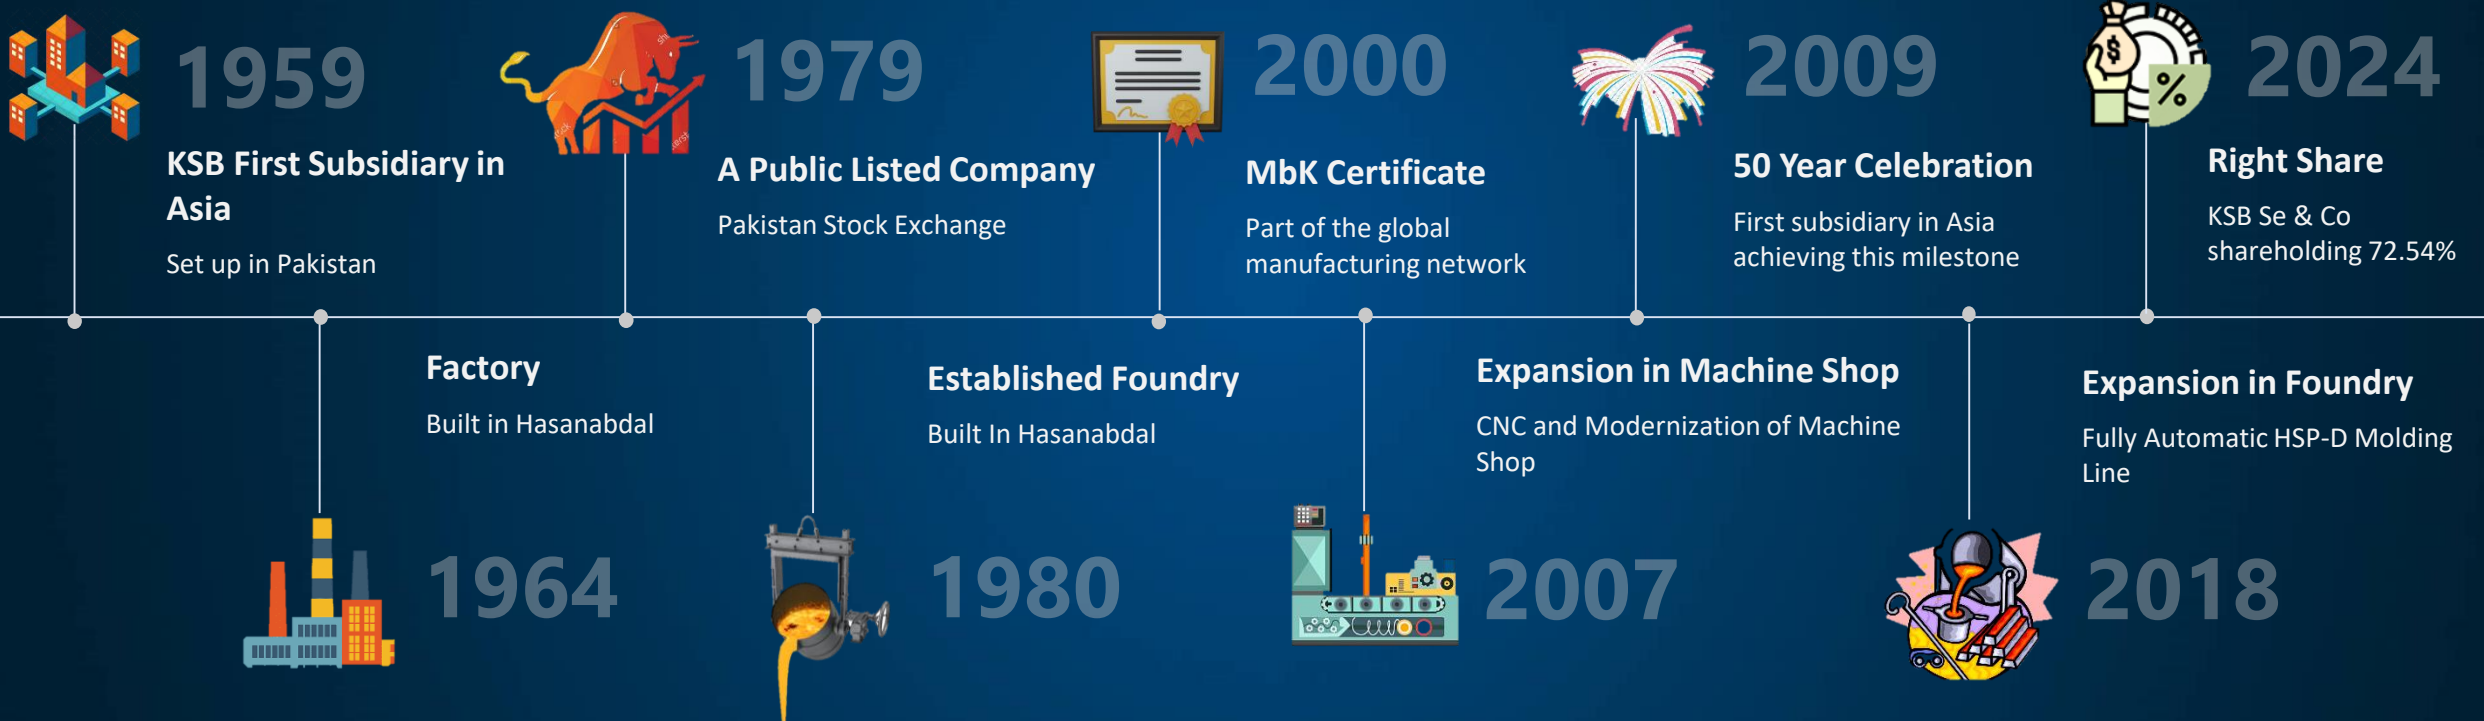 1959
KSB First Subsidiary in
Asia
Set up in Pakistan
1979
A Public Listed Company
Pakistan Stock Exchange
2000
MbK Certificate
Part of the global
manufacturing network
2009
50 Year Celebration
First subsidiary in Asia
achieving this milestone
2024
Right Share
KSB Se & Co
shareholding 72.54%
Factory
Built in Hasanabdal
1964
Established Foundry
Built In Hasanabdal
1980
Expansion in Machine Shop
CNC and Modernization of Machine
Shop
2007
Expansion in Foundry
Fully Automatic HSP-D Molding
Line
2018